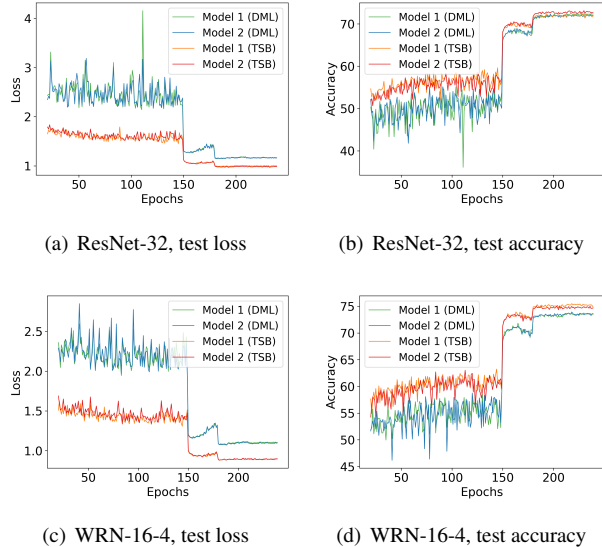 4
3
2
1
Loss
Model 1 (DML)
Model 2 (DML)
Model 1 (TSB)
Model 2 (TSB)
50 100 150 200
Epochs
(a) ResNet-32, test loss
70
60
50
40
Accuracy
Model 1 (DML)
Model 2 (DML)
Model 1 (TSB)
Model 2 (TSB)
50 100 150 200
Epochs
(b) ResNet-32, test accuracy
2.5
2.0
1.5
1.0
Loss
Model 1 (DML)
Model 2 (DML)
Model 1 (TSB)
Model 2 (TSB)
50 100 150 200
Epochs
(c) WRN-16-4, test loss
75
70
65
60
55
50
45
Accuracy
Model 1 (DML)
Model 2 (DML)
Model 1 (TSB)
Model 2 (TSB)
50 100 150 200
Epochs
(d) WRN-16-4, test accuracy